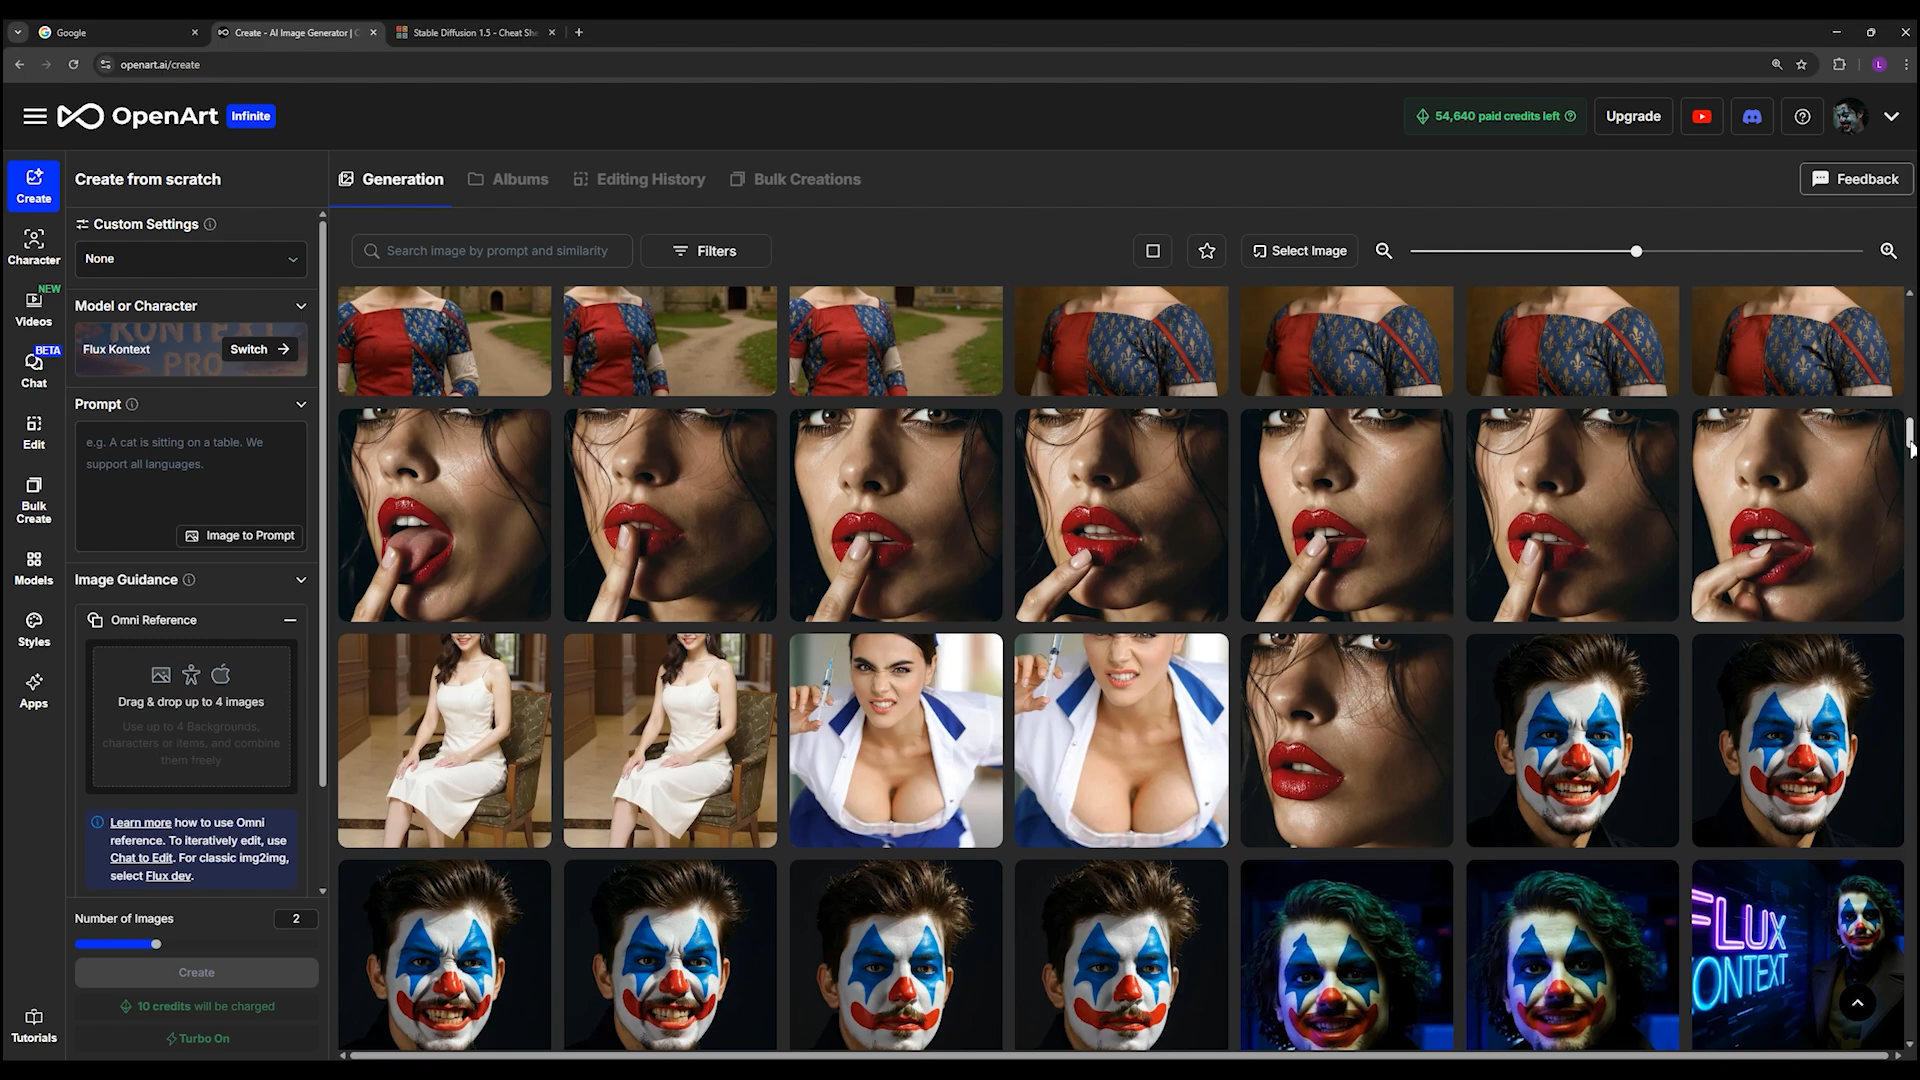 Google
Create - AI Image Generator | C
Stable Diffusion 1.5 - Cheat She
openart.ai/create
L
OpenArt
Infinite
54,640 paid credits left
Upgrade
Create
Create from scratch
Generation
Albums
Editing History
Bulk Creations
Feedback
Custom Settings
None
Search image by prompt and similarity
Filters
Select Image
Character
NEW
Videos
BETA
Chat
Edit
Bulk
Create
Models
Styles
Apps
Tutorials
Model or Character
KONTEXT
PRO
Flux Kontext
Switch
Prompt
e.g. A cat is sitting on a table. We
support all languages.
Image to Prompt
Image Guidance
Omni Reference
Drag & drop up to 4 images
Use up to 4 Backgrounds,
characters or items, and combine
them freely
Learn more how to use Omni
reference. To iteratively edit, use
Chat to Edit. For classic img2img,
select Flux dev.
Number of Images
2
Create
10 credits will be charged
Turbo On
FLUX
ONTEXT